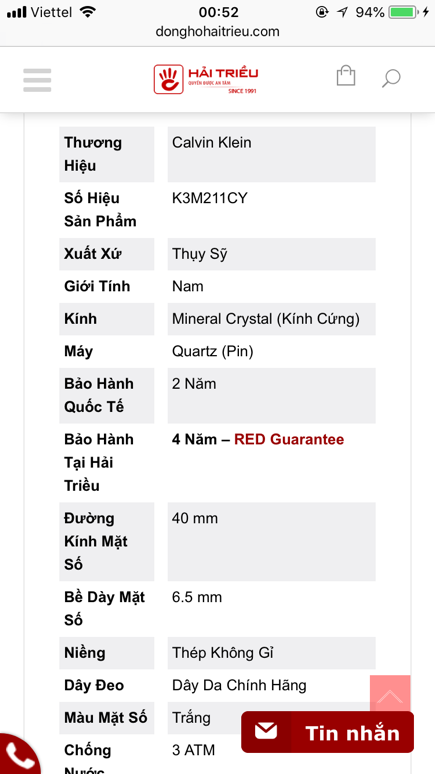 Viettel 00:52 94%
donghohaitrieu.com
HẢI TRIỀU
QUYỀN ĐƯỢC AN TÂM
SINCE 1991
Thương Hiệu Calvin Klein
Số Hiệu Sản Phẩm K3M211CY
Xuất Xứ Thụy Sỹ
Giới Tính Nam
Kính Mineral Crystal (Kính Cứng)
Máy Quartz (Pin)
Bảo Hành Quốc Tế 2 Năm
Bảo Hành Tại Hải Triều 4 Năm – RED Guarantee
Đường Kính Mặt Số 40 mm
Bề Dày Mặt Số 6.5 mm
Niềng Thép Không Gỉ
Dây Đeo Dây Da Chính Hãng
Màu Mặt Số Trắng
Chống Nước 3 ATM
Tin nhắn